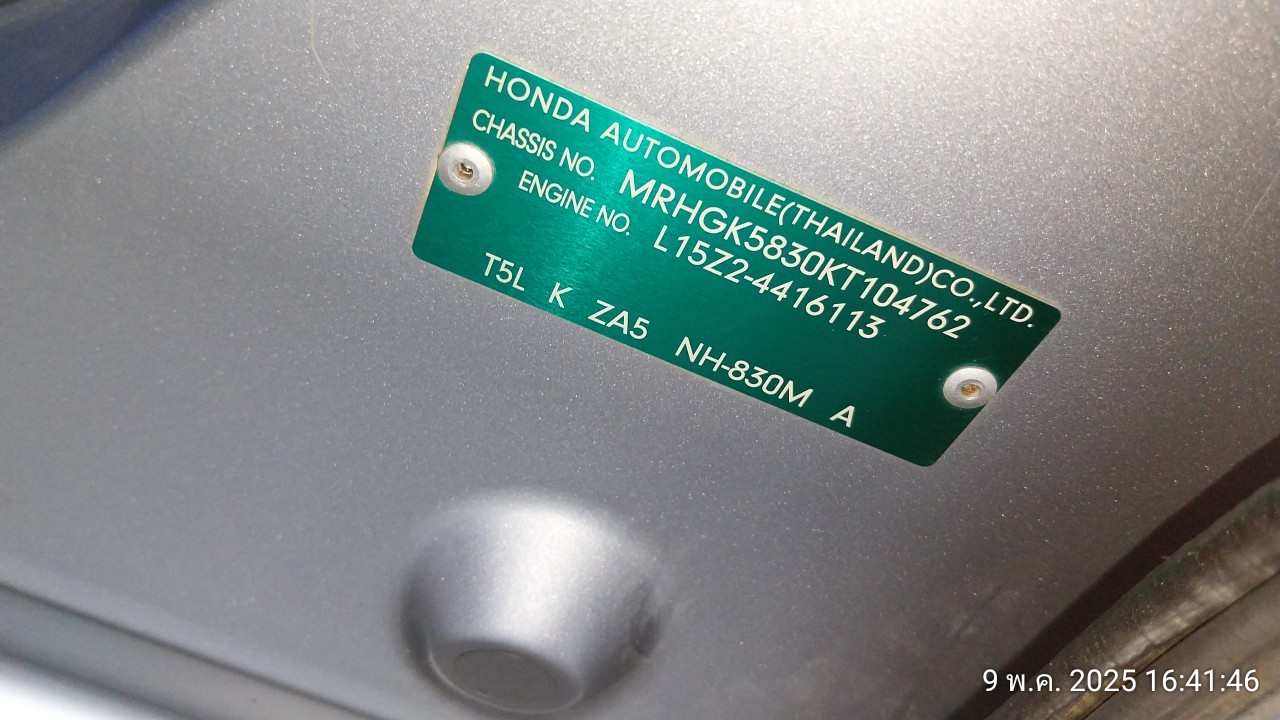 HONDA AUTOMOBILE(THAILAND)CO.,LTD.
CHASSIS NO. MRHGK5830KT104762
ENGINE NO. L15Z2-4416113
T5L K ZA5 NH-830M A
9 พ.ค. 2025 16:41:46